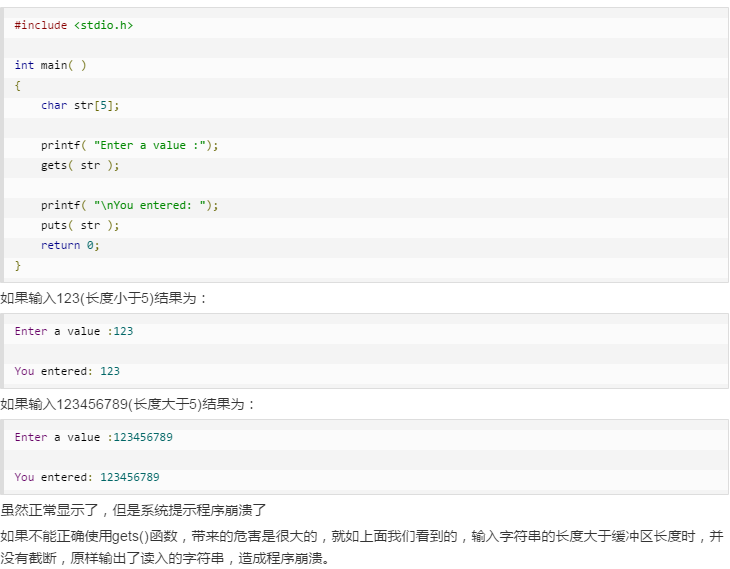 #include <stdio.h>
int main( )
{
char str[5];
printf( "Enter a value :");
gets( str );
printf( "\nYou entered: ");
puts( str );
return 0;
}
如果输入123(长度小于5)结果为：
Enter a value :123
You entered: 123
如果输入123456789(长度大于5)结果为：
Enter a value :123456789
You entered: 123456789
虽然正常显示了，但是系统提示程序崩溃了
如果不能正确使用gets()函数，带来的危害是很大的，就如上面我们看到的，输入字符串的长度大于缓冲区长度时，并
没有截断，原样输出了读入的字符串，造成程序崩溃。